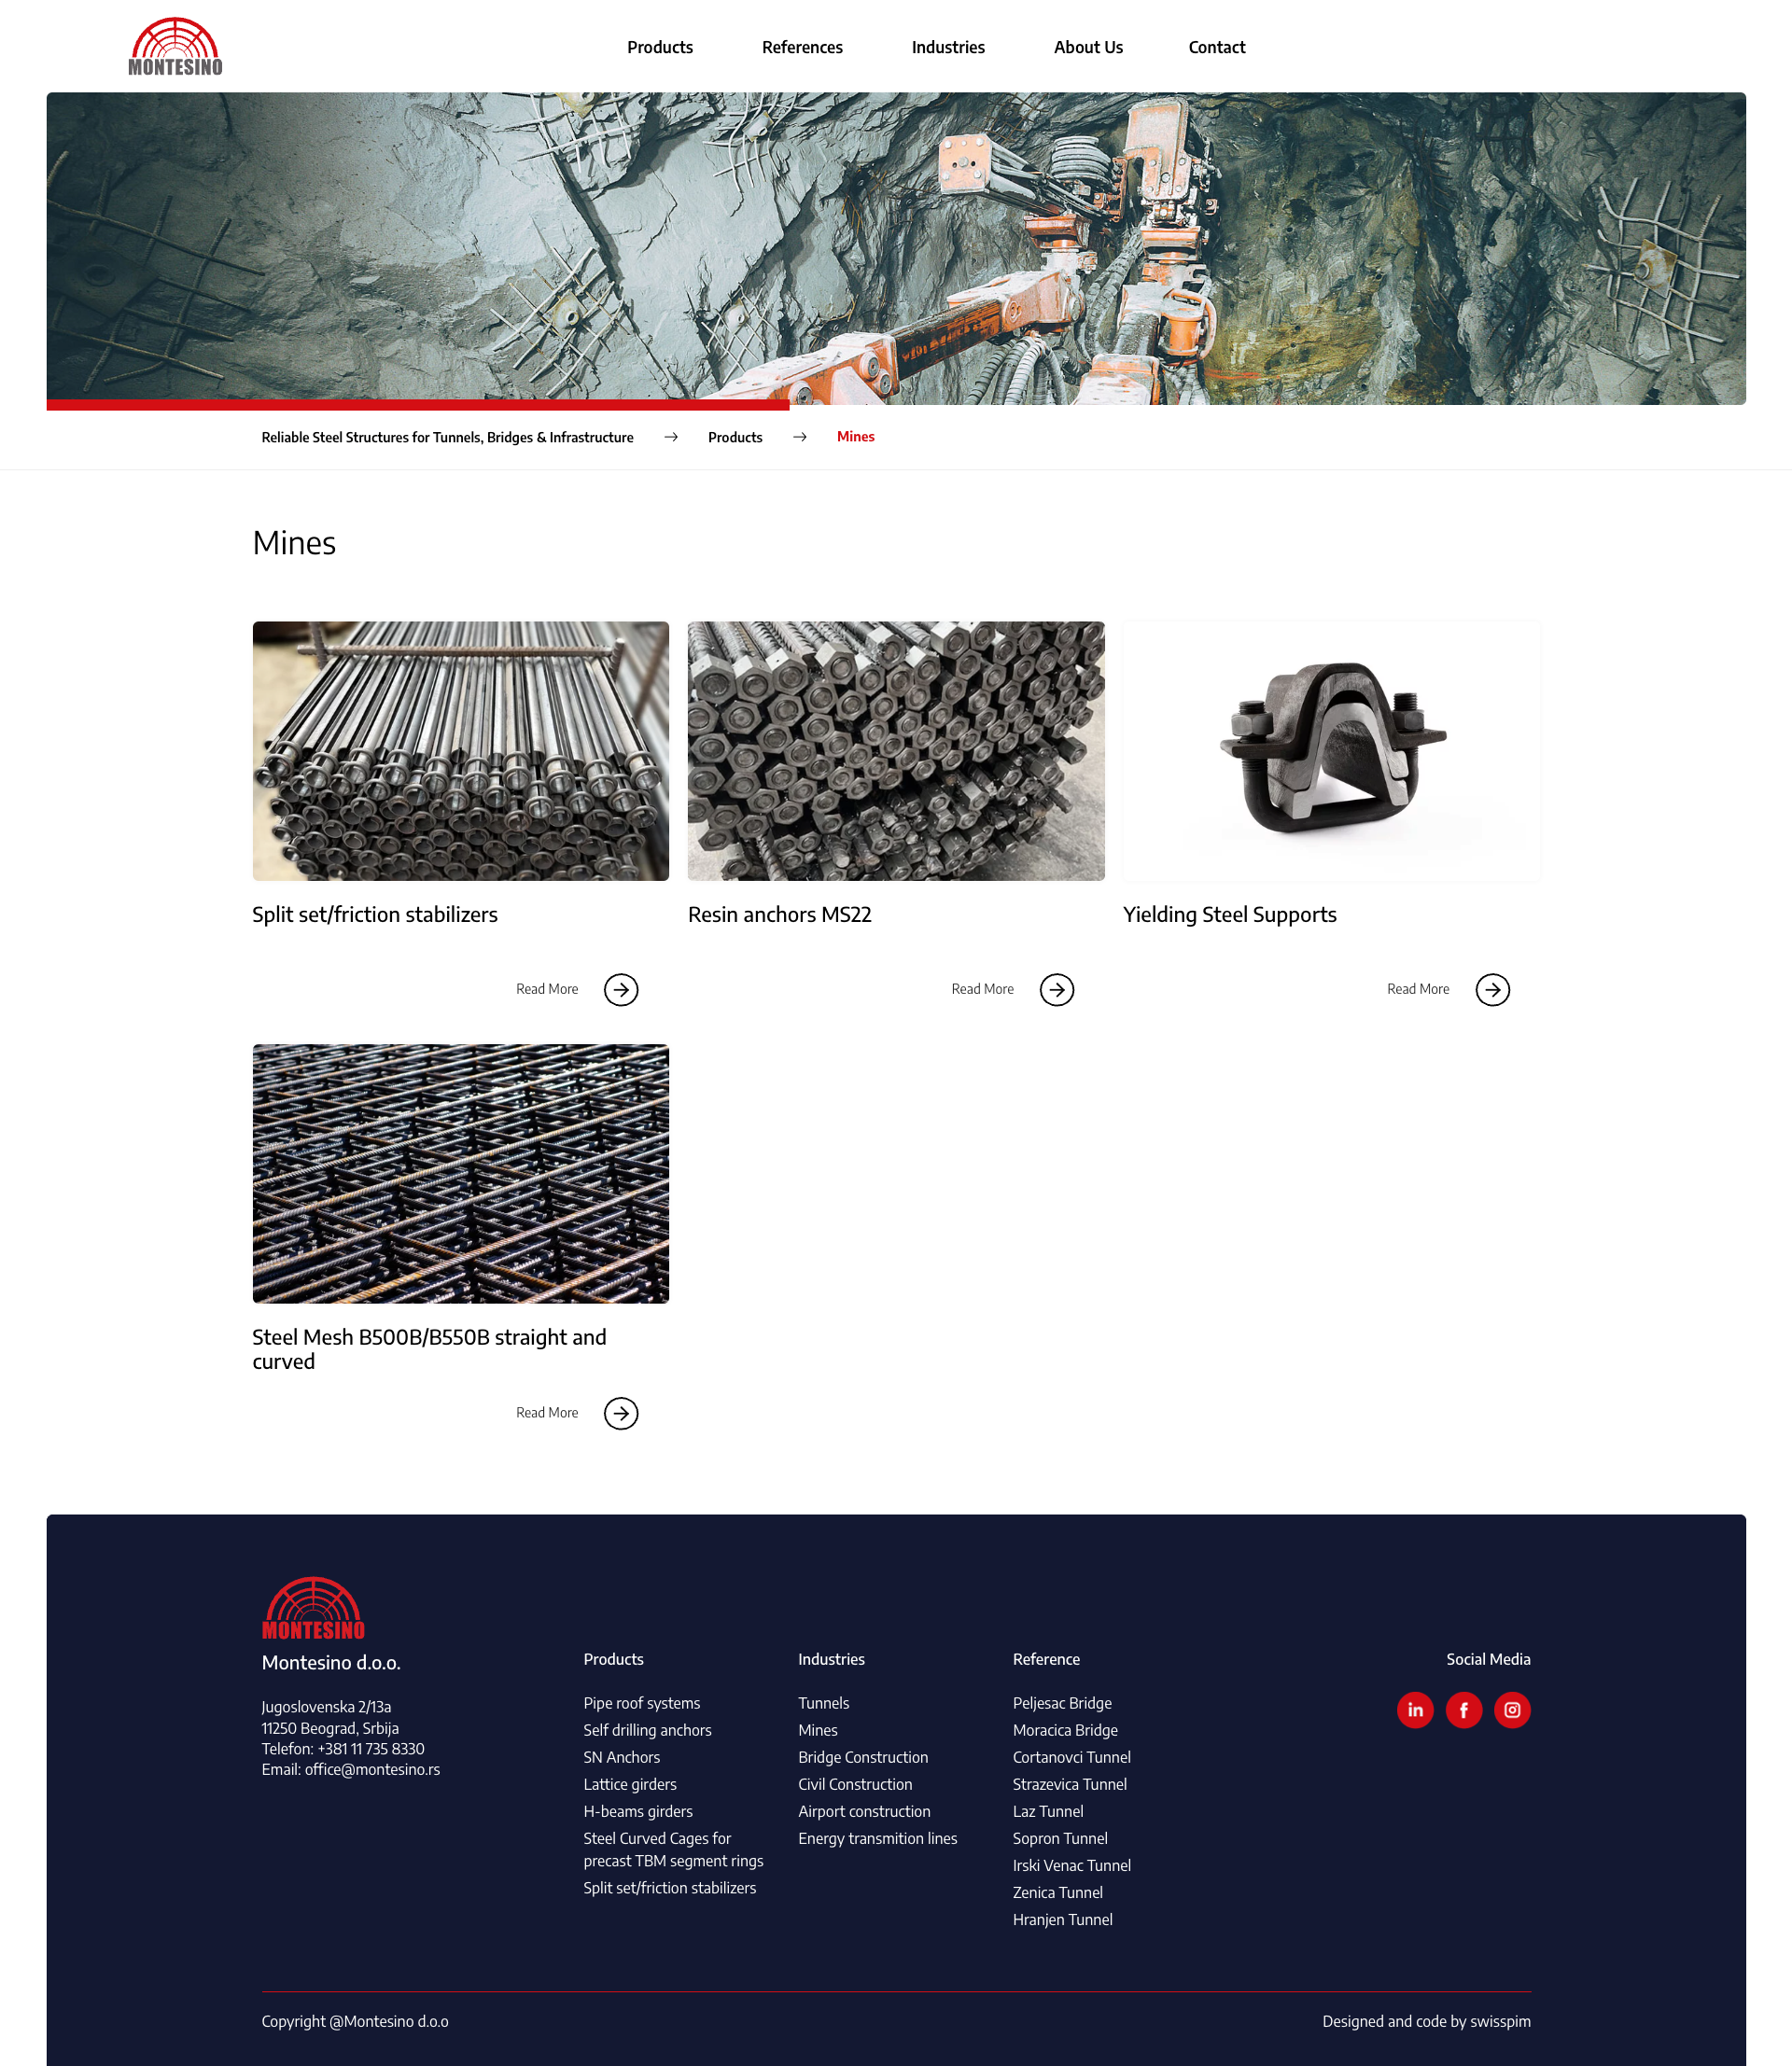 MONTESINO
Products
References
Industries
About Us
Contact
Reliable Steel Structures for Tunnels, Bridges & Infrastructure
Products
Mines
Mines
Split set/friction stabilizers
Resin anchors MS22
Yielding Steel Supports
Read More
Read More
Read More
Steel Mesh B500B/B550B straight and
curved
Read More
MONTESINO
Montesino d.o.o.
Jugoslovenska 2/13a
11250 Beograd, Srbija
Telefon: +381 11 735 8330
Email: office@montesino.rs
Products
Pipe roof systems
Self drilling anchors
SN Anchors
Lattice girders
H-beams girders
Steel Curved Cages for
precast TBM segment rings
Split set/friction stabilizers
Industries
Tunnels
Mines
Bridge Construction
Civil Construction
Airport construction
Energy transmition lines
Reference
Peljesac Bridge
Moracica Bridge
Cortanovci Tunnel
Strazevica Tunnel
Laz Tunnel
Sopron Tunnel
Irski Venac Tunnel
Zenica Tunnel
Hranjen Tunnel
Social Media
Copyright @Montesino d.o.o
Designed and code by swisspim